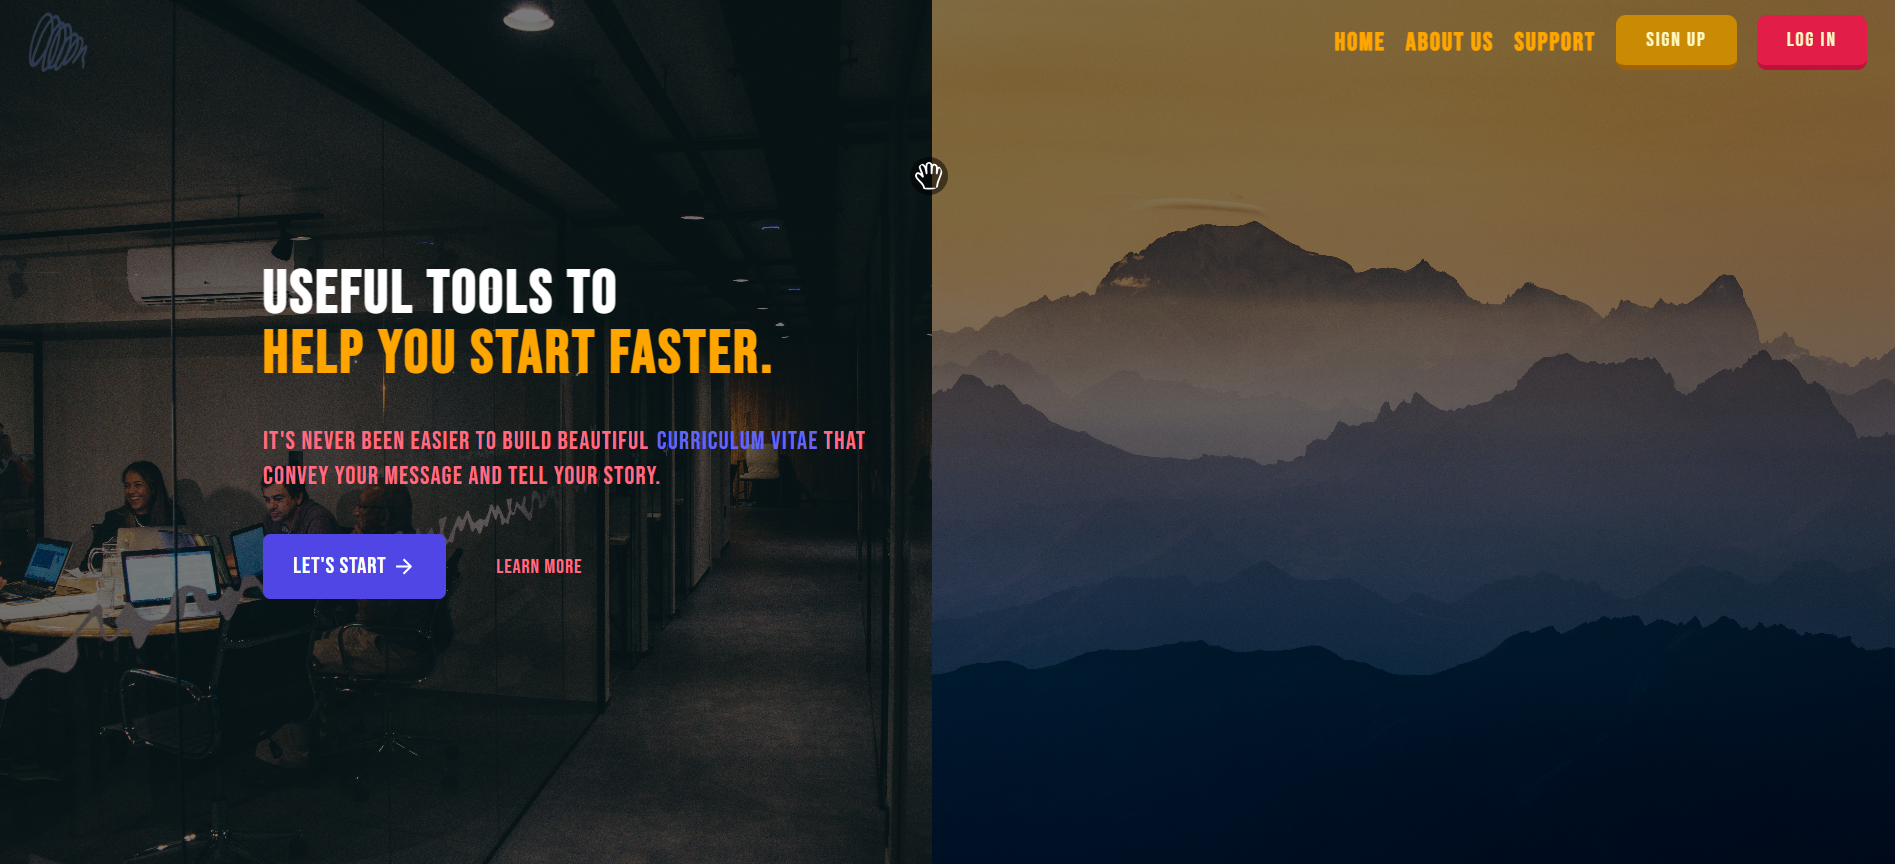 HOME ABOUT US SUPPORT SIGN UP LOG IN
USEFUL TOOLS TO
HELP YOU START FASTER.
IT'S NEVER BEEN EASIER TO BUILD BEAUTIFUL CURRICULUM VITAE THAT
CONVEY YOUR MESSAGE AND TELL YOUR STORY.
LET'S START → LEARN MORE